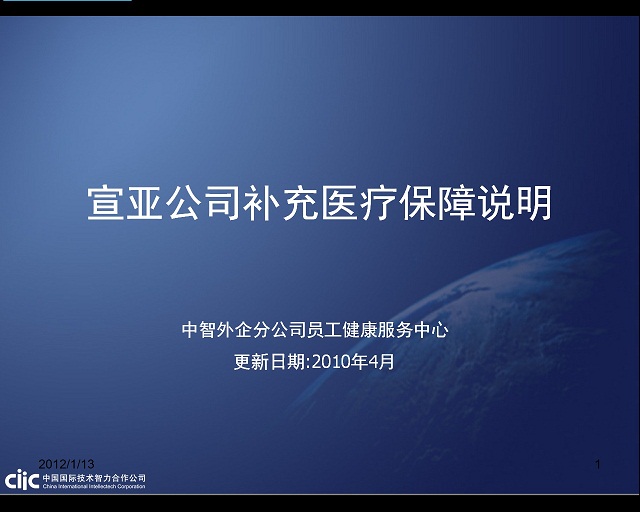 宣亚公司补充医疗保障说明
中智外企分公司员工健康服务中心
更新日期:2010年4月
2012/1/13
1
ciic 中国国际技术智力合作公司
China International Intellectech Corporation